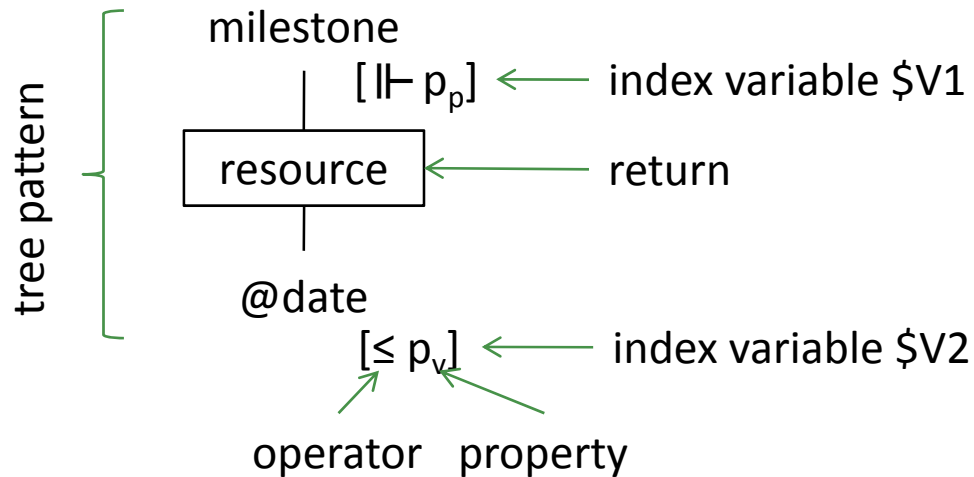 milestone
[⊪ pₚ] index variable $V1
resource return
tree pattern
@date
[≤ pᵥ] index variable $V2
operator property